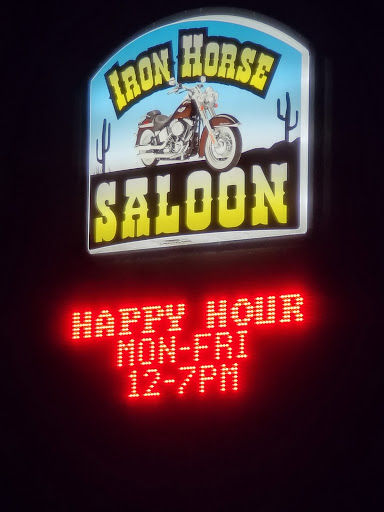 IRON HORSE
SALOON
HAPPY HOUR
MON-FRI
12-7PM